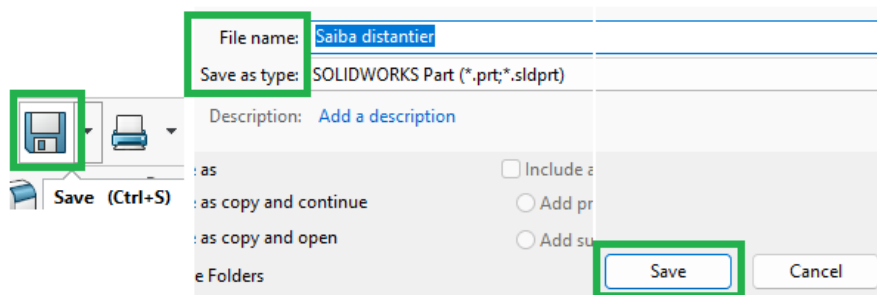 File name: Saiba distantier
Save as type: SOLIDWORKS Part (*.prt;*.sldprt)
Description: Add a description
Save (Ctrl+S)
as Include a
as copy and continue Add pr
as copy and open Add su
e Folders
Save Cancel